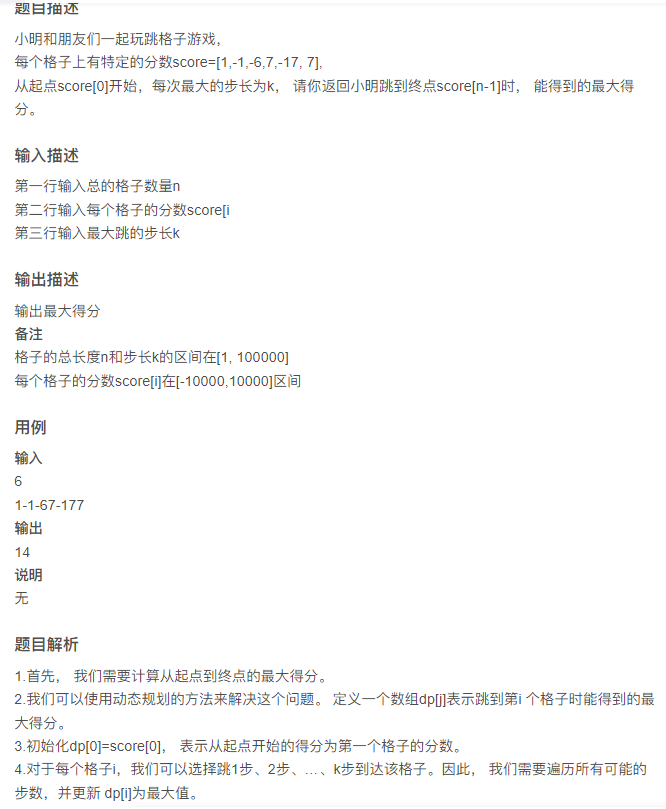 题目描述
小明和朋友们一起玩跳格子游戏，
每个格子上有特定的分数score=[1,-1,-6,7,-17, 7],
从起点score[0]开始，每次最大的步长为k， 请你返回小明跳到终点score[n-1]时， 能得到的最大得
分。
输入描述
第一行输入总的格子数量n
第二行输入每个格子的分数score[i
第三行输入最大跳的步长k
输出描述
输出最大得分
备注
格子的总长度n和步长k的区间在[1, 100000]
每个格子的分数score[i]在[-10000,10000]区间
用例
输入
6
1-1-67-177
输出
14
说明
无
题目解析
1.首先， 我们需要计算从起点到终点的最大得分。
2.我们可以使用动态规划的方法来解决这个问题。 定义一个数组dp[j]表示跳到第i 个格子时能得到的最
大得分。
3.初始化dp[0]=score[0]， 表示从起点开始的得分为第一个格子的分数。
4.对于每个格子i，我们可以选择跳1步、2步、…、k步到达该格子。因此， 我们需要遍历所有可能的
步数，并更新 dp[i]为最大值。